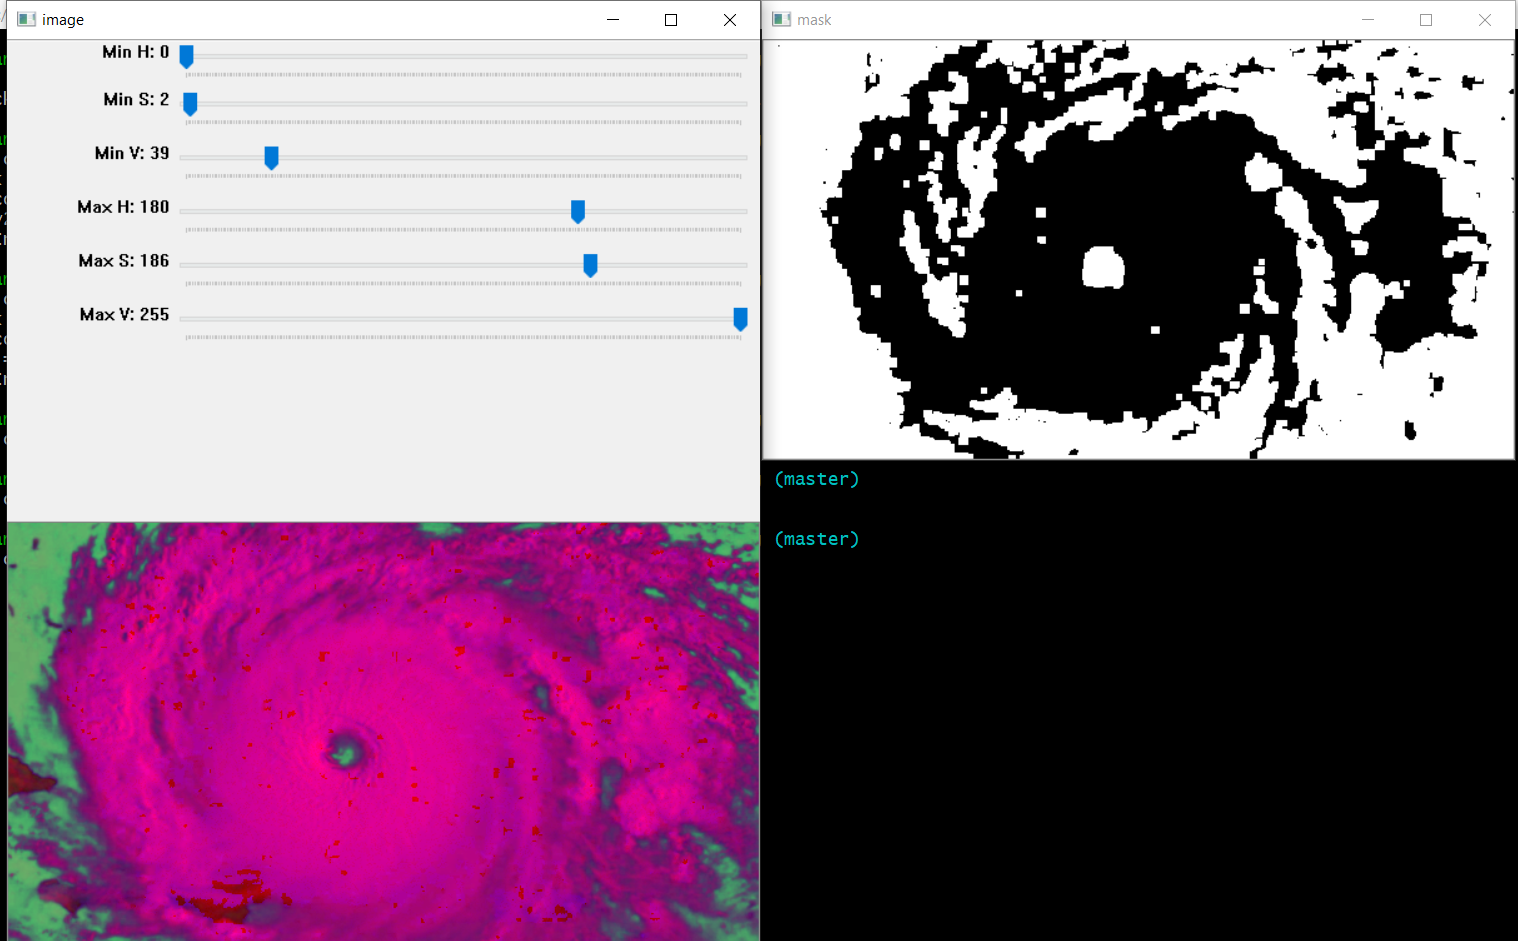 image
Min H: 0
Min S: 2
Min V: 39
Max H: 180
Max S: 186
Max V: 255
mask
(master)
(master)